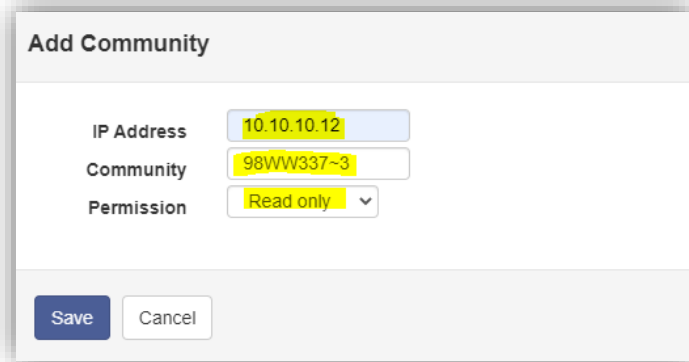 Add Community
IP Address 10.10.10.12
Community 98WW337~3
Permission Read only
Save Cancel